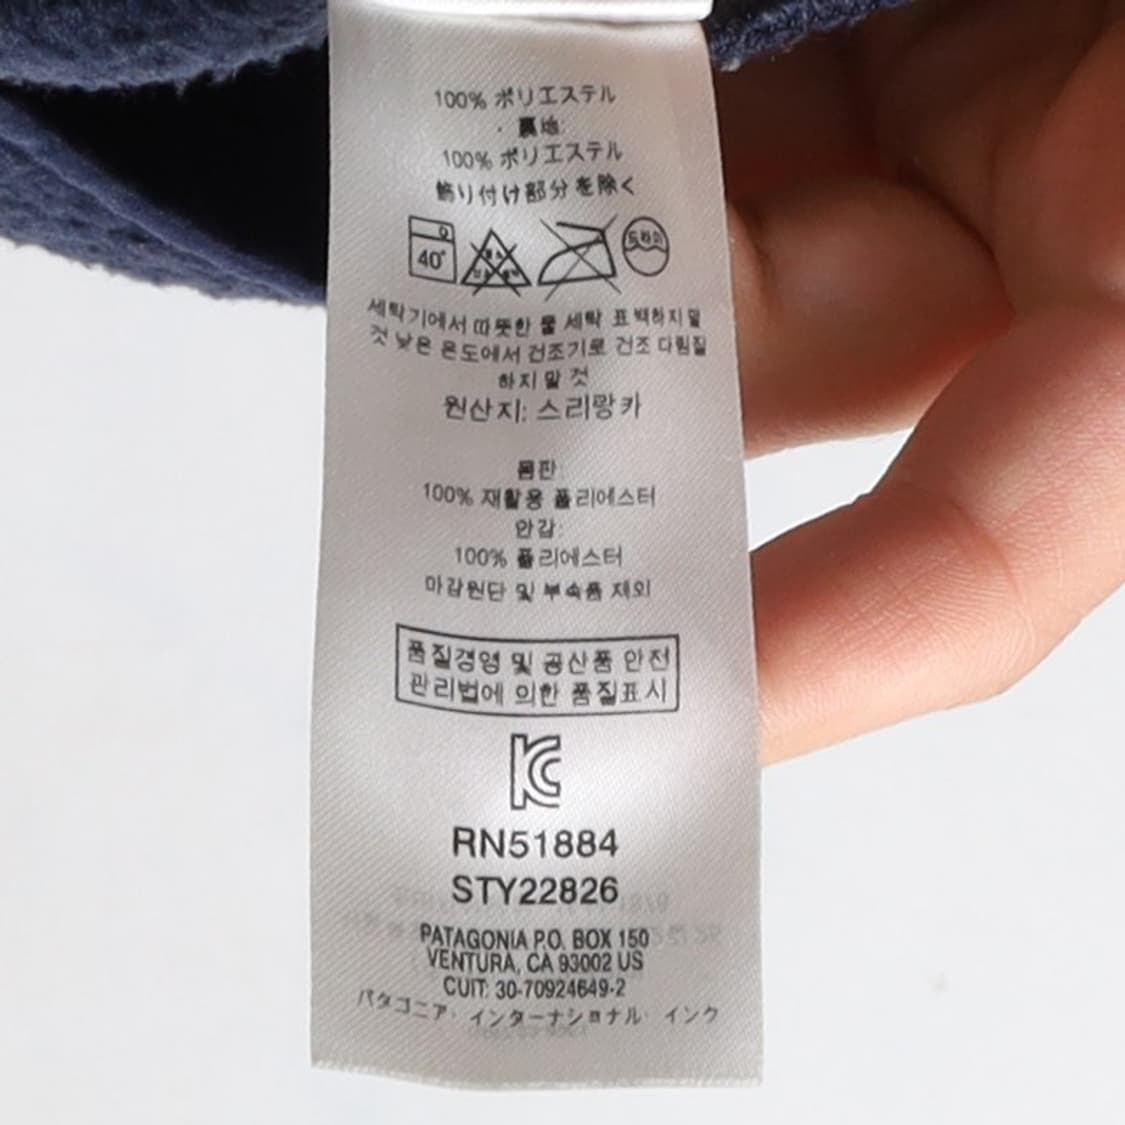 100% ポリエステル
裏地:
100% ポリエステル
飾り付け部分を除く
40° 드라이
세탁기에서 따뜻한 물 세탁 표백하지 말
것 낮은 온도에서 건조기로 건조 다림질
하지 말 것
원산지: 스리랑카
몸판:
100% 재활용 폴리에스터
안감:
100% 폴리에스터
마감원단 및 부속품 제외
품질경영 및 공산품 안전
관리법에 의한 품질표시
KC
RN51884
STY22826
PATAGONIA P.O. BOX 150
VENTURA, CA 93002 US
CUIT: 30-70924649-2
パタゴニア・インターナショナル・インク